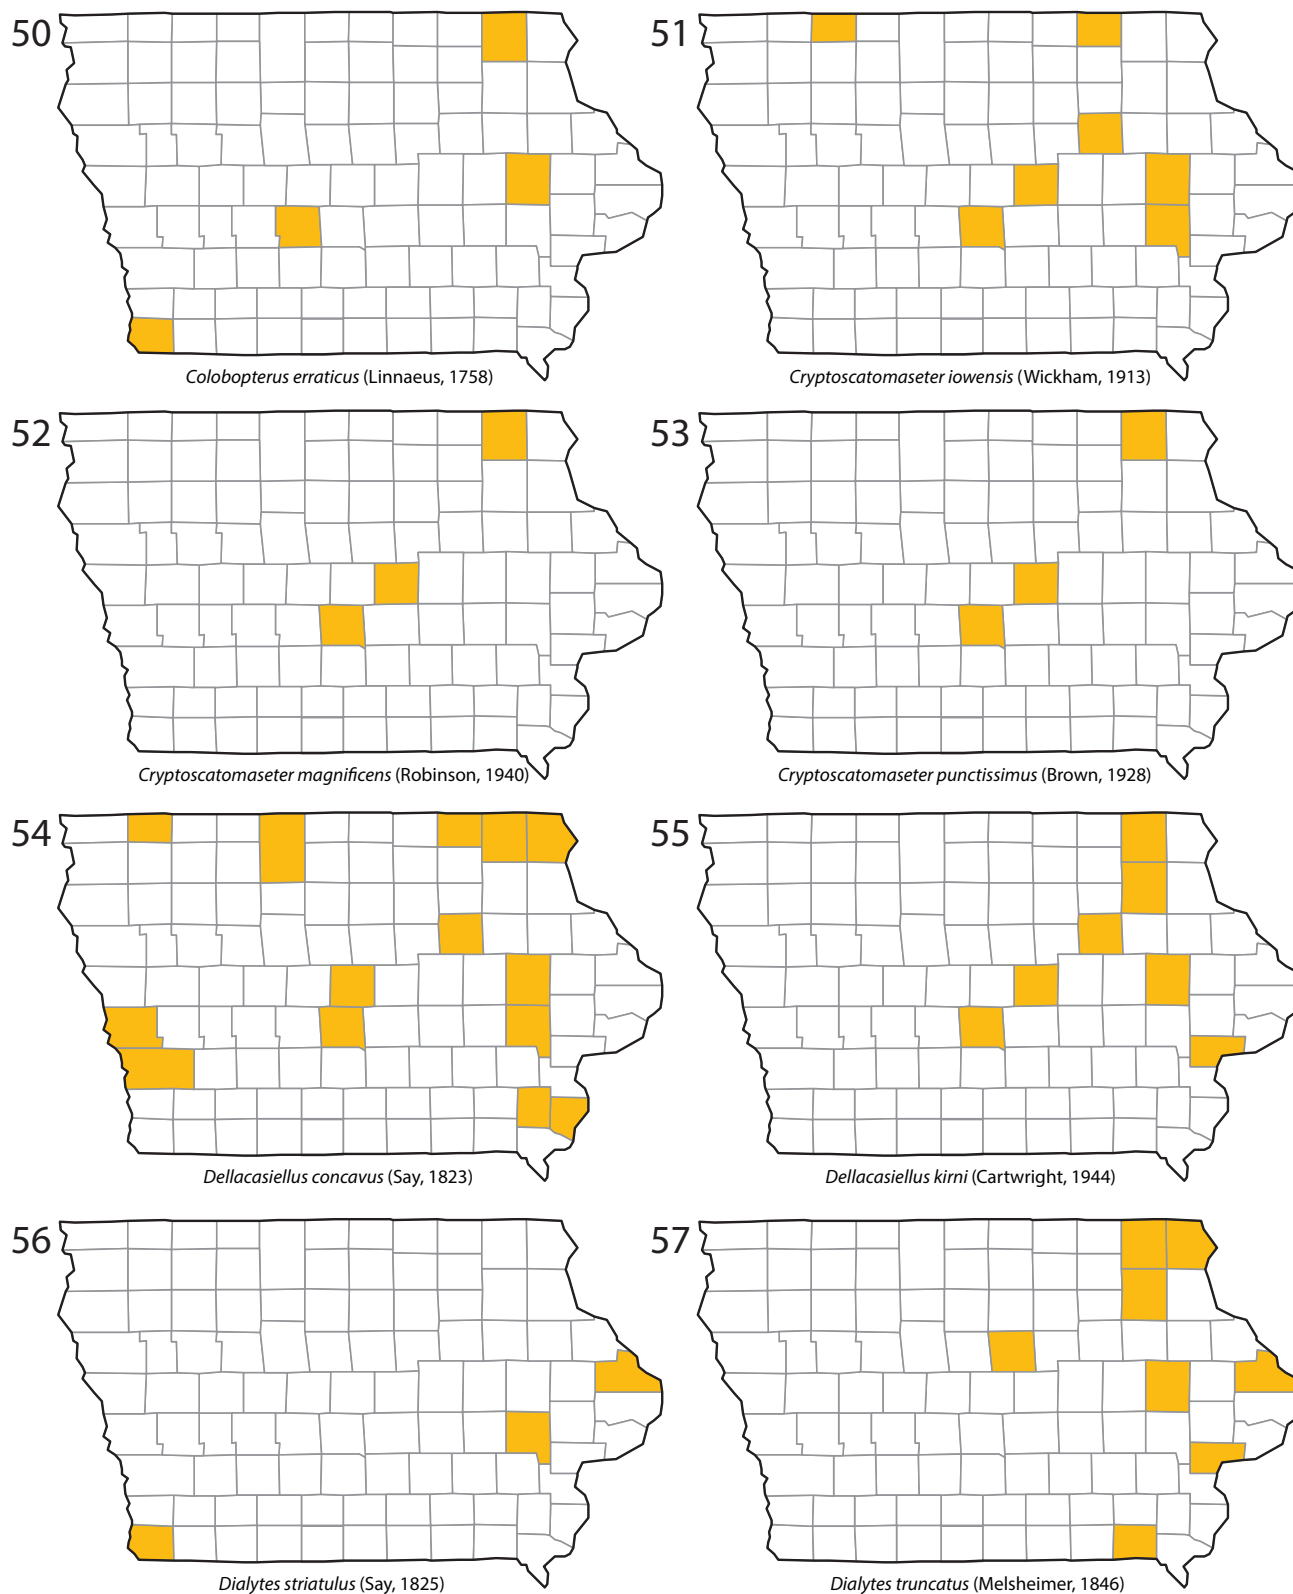 50
51
Colobopterus erraticus (Linnaeus, 1758)
Cryptoscatomaseter iowensis (Wickham, 1913)
52
53
Cryptoscatomaseter magnificens (Robinson, 1940)
Cryptoscatomaseter punctissimus (Brown, 1928)
54
55
Dellacasiellus concavus (Say, 1823)
Dellacasiellus kirni (Cartwright, 1944)
56
57
Dialytes striatulus (Say, 1825)
Dialytes truncatus (Melsheimer, 1846)